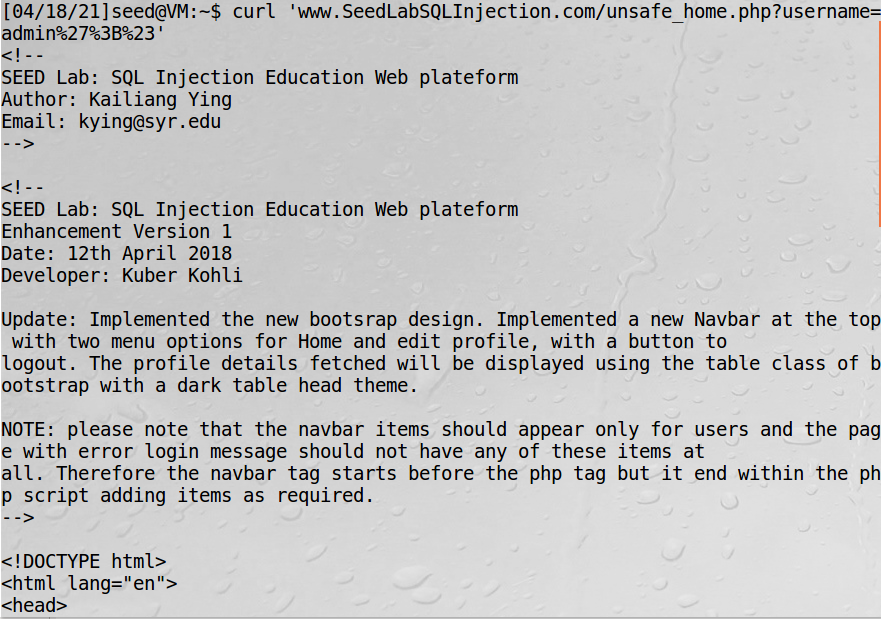 [04/18/21]seed@VM:~$ curl 'www.SeedLabSQLInjection.com/unsafe_home.php?username=
admin%27%3B%23'
<!--
SEED Lab: SQL Injection Education Web plateform
Author: Kailiang Ying
Email: kying@syr.edu
-->
<!--
SEED Lab: SQL Injection Education Web plateform
Enhancement Version 1
Date: 12th April 2018
Developer: Kuber Kohli
Update: Implemented the new bootsrap design. Implemented a new Navbar at the top
 with two menu options for Home and edit profile, with a button to
logout. The profile details fetched will be displayed using the table class of b
ootstrap with a dark table head theme.
NOTE: please note that the navbar items should appear only for users and the pag
e with error login message should not have any of these items at
all. Therefore the navbar tag starts before the php tag but it end within the ph
p script adding items as required.
-->
<!DOCTYPE html>
<html lang="en">
<head>